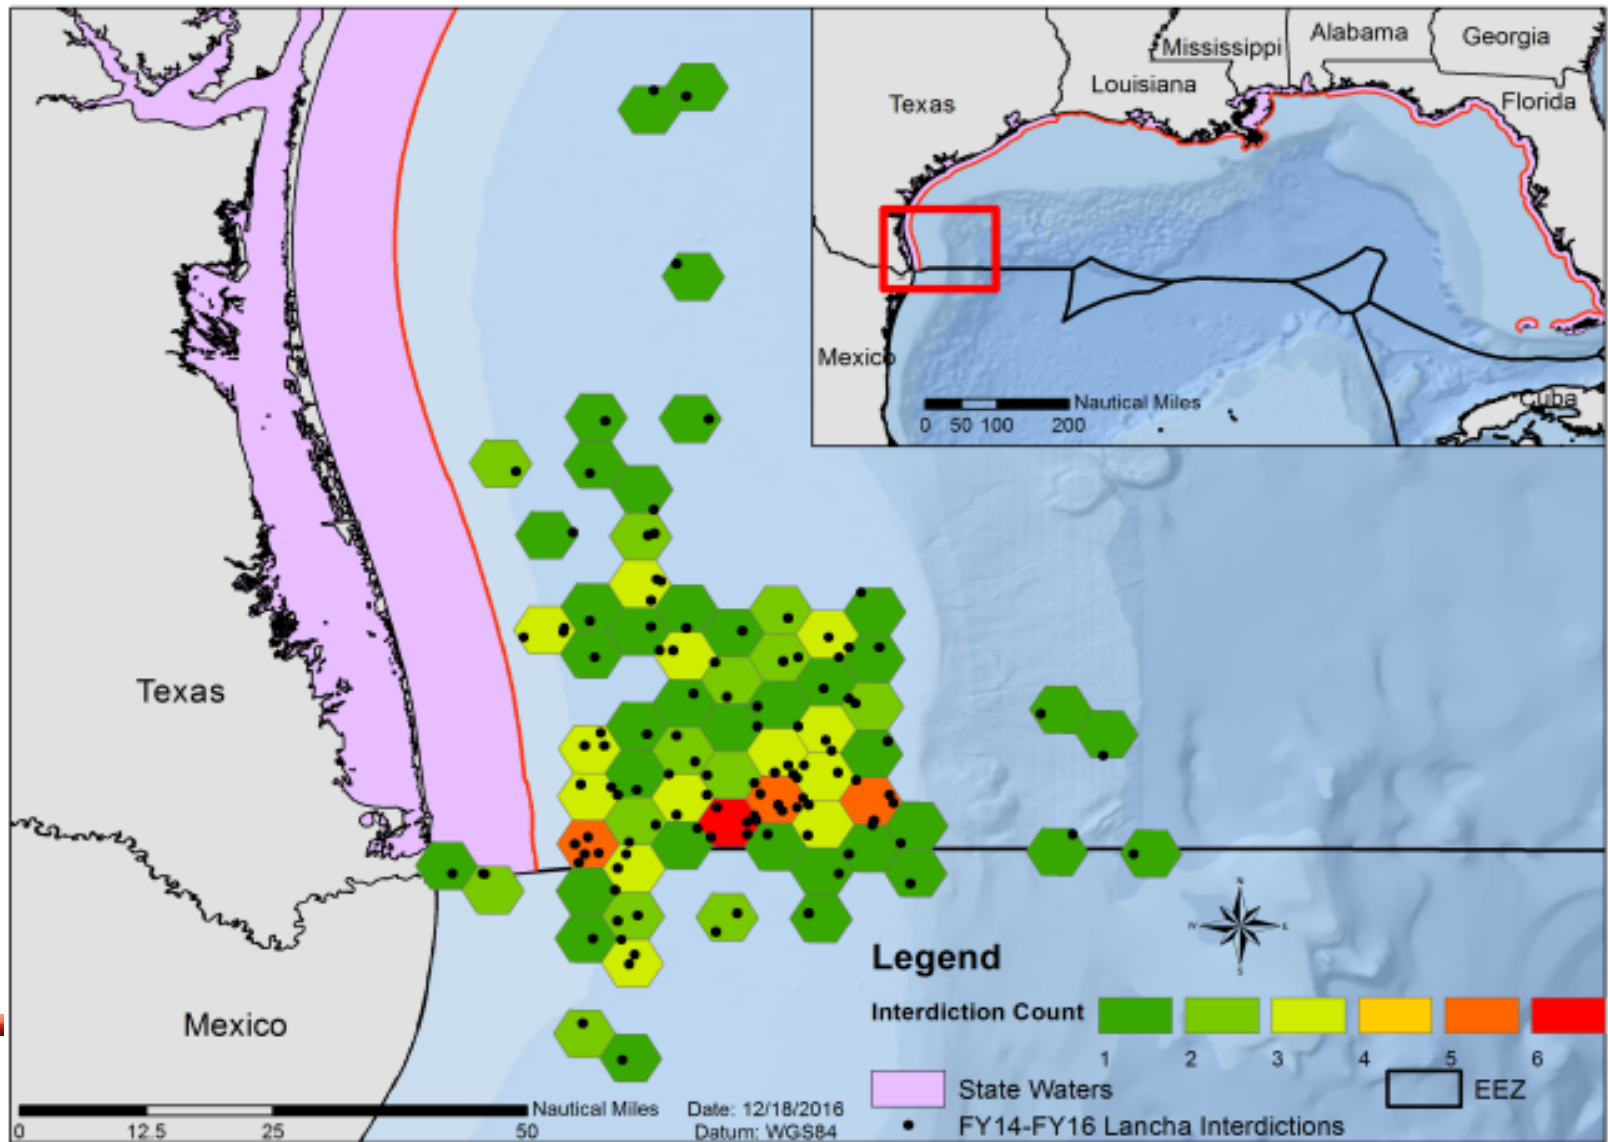 Mississippi
Alabama
Georgia
Louisiana
Texas
Florida
Mexico
Cuba
Nautical Miles
0 50 100 200
Texas
Mexico
N
W E
S
Legend
Interdiction Count
1 2 3 4 5 6
State Waters
EEZ
FY14-FY16 Lancha Interdictions
Nautical Miles
0 12.5 25 50
Date: 12/18/2016
Datum: WGS84